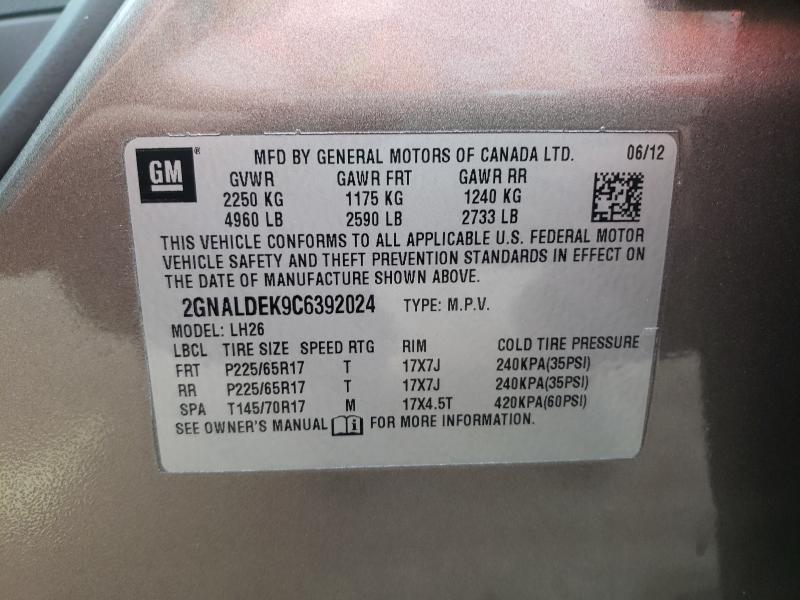 GM ® MFD BY GENERAL MOTORS OF CANADA LTD. 06/12
GVWR GAWR FRT GAWR RR
2250 KG 1175 KG 1240 KG
4960 LB 2590 LB 2733 LB
THIS VEHICLE CONFORMS TO ALL APPLICABLE U.S. FEDERAL MOTOR
VEHICLE SAFETY AND THEFT PREVENTION STANDARDS IN EFFECT ON
THE DATE OF MANUFACTURE SHOWN ABOVE.
2GNALDEK9C6392024 TYPE: M.P.V.
MODEL: LH26
LBCL TIRE SIZE SPEED RTG RIM COLD TIRE PRESSURE
FRT P225/65R17 T 17X7J 240KPA(35PSI)
RR P225/65R17 T 17X7J 240KPA(35PSI)
SPA T145/70R17 M 17X4.5T 420KPA(60PSI)
SEE OWNER'S MANUAL FOR MORE INFORMATION.